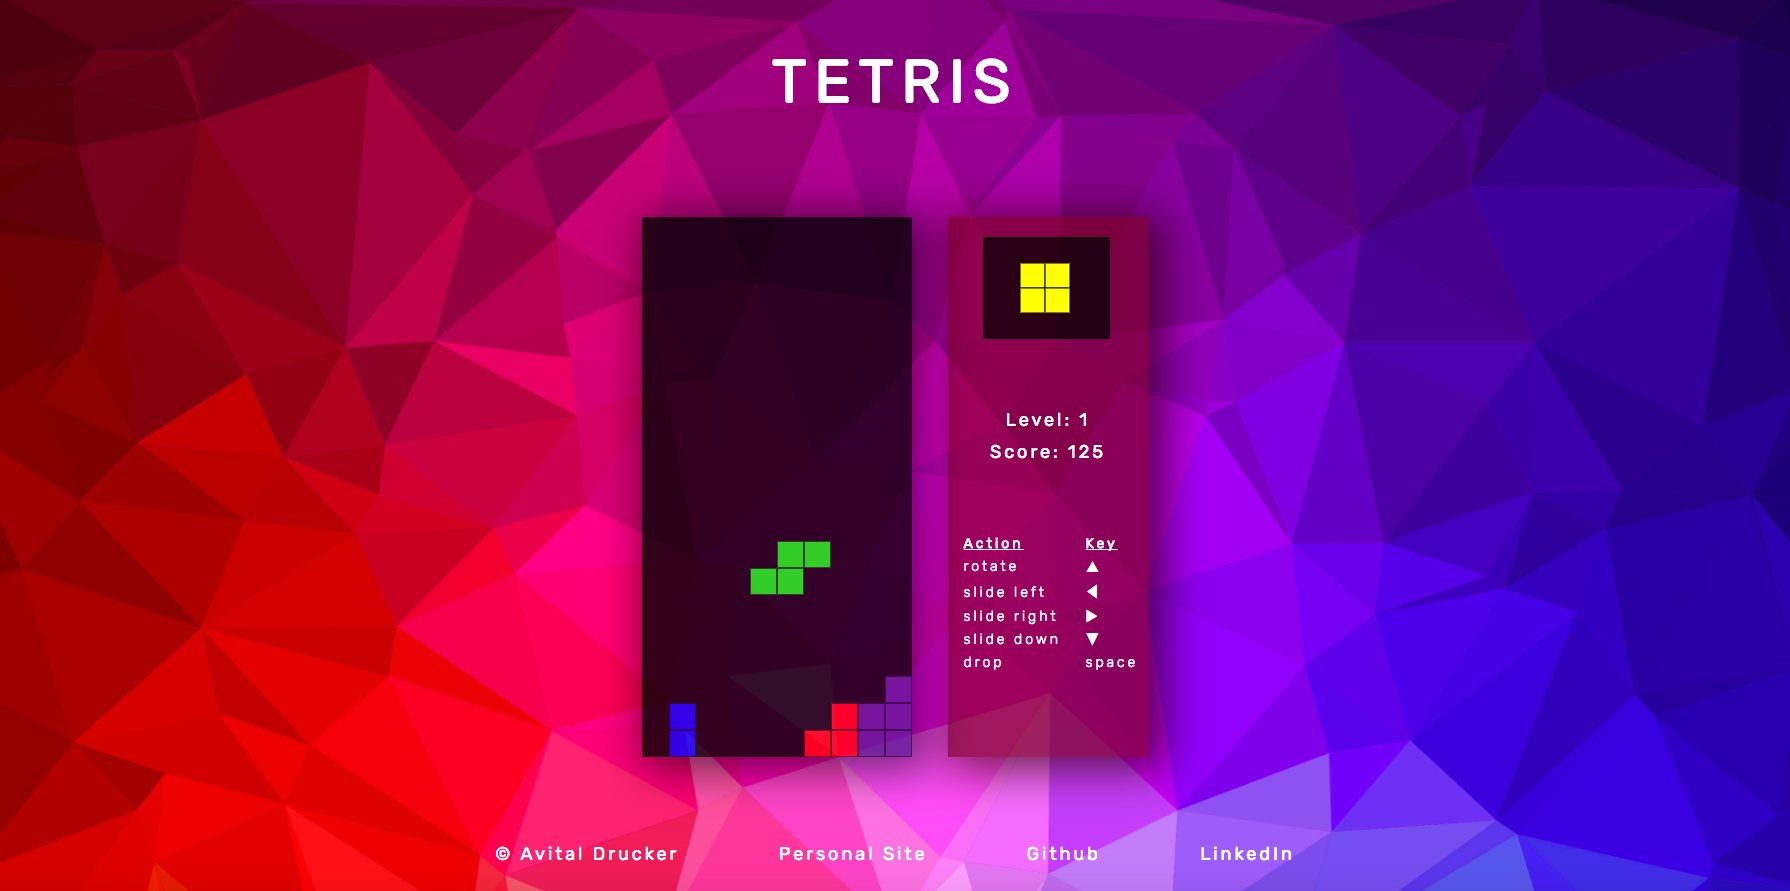 TETRIS
Level: 1
Score: 125
Action Key
rotate ▲
slide left ◀
slide right ▶
slide down ▼
drop space
© Avital Drucker Personal Site Github LinkedIn